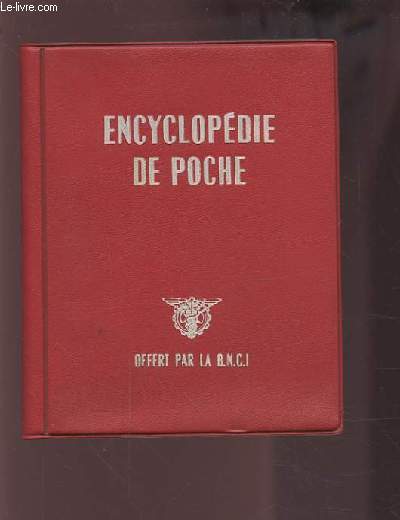 Le-livre.com
ENCYCLOPÉDIE
DE POCHE
OFFERT PAR LA B.N.C.I